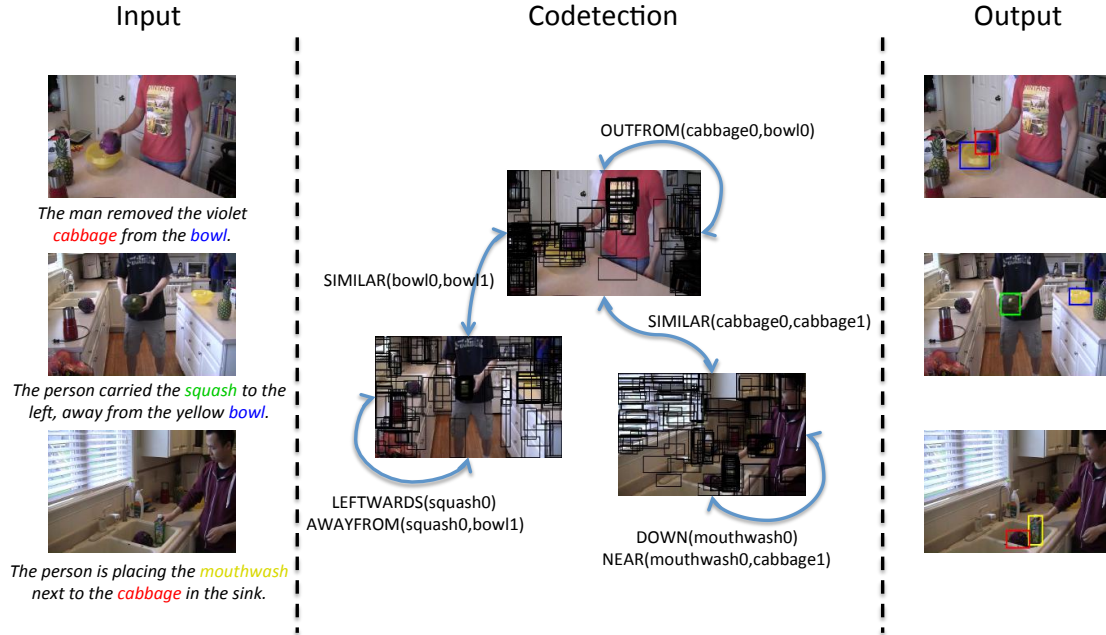 Input
Codetection
Output
The man removed the violet
cabbage from the bowl.
The person carried the squash to the
left, away from the yellow bowl.
The person is placing the mouthwash
next to the cabbage in the sink.
OUTFROM(cabbage0,bowl0)
SIMILAR(bowl0,bowl1)
SIMILAR(cabbage0,cabbage1)
LEFTWARDS(squash0)
AWAYFROM(squash0,bowl1)
DOWN(mouthwash0)
NEAR(mouthwash0,cabbage1)